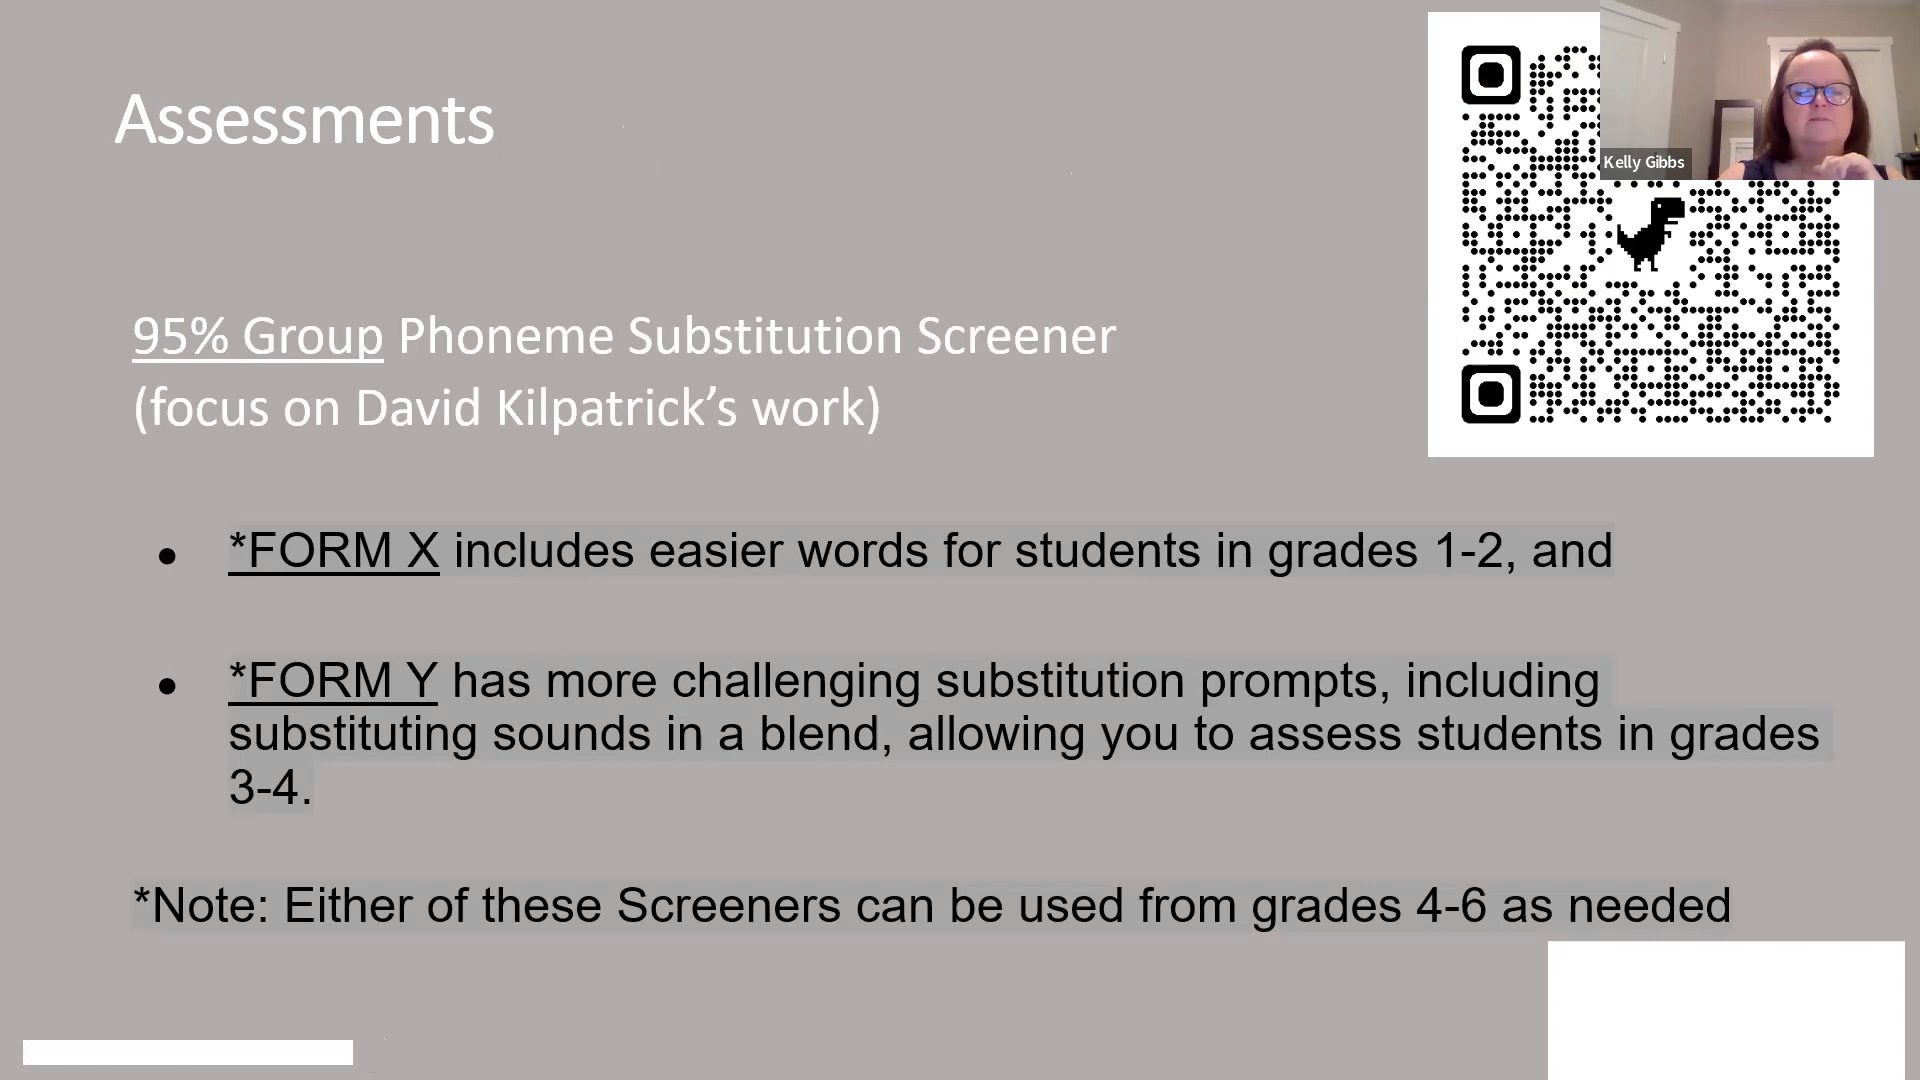 Assessments
Kelly Gibbs
95% Group Phoneme Substitution Screener
(focus on David Kilpatrick’s work)
*FORM X includes easier words for students in grades 1-2, and
*FORM Y has more challenging substitution prompts, including
substituting sounds in a blend, allowing you to assess students in grades
3-4.
*Note: Either of these Screeners can be used from grades 4-6 as needed